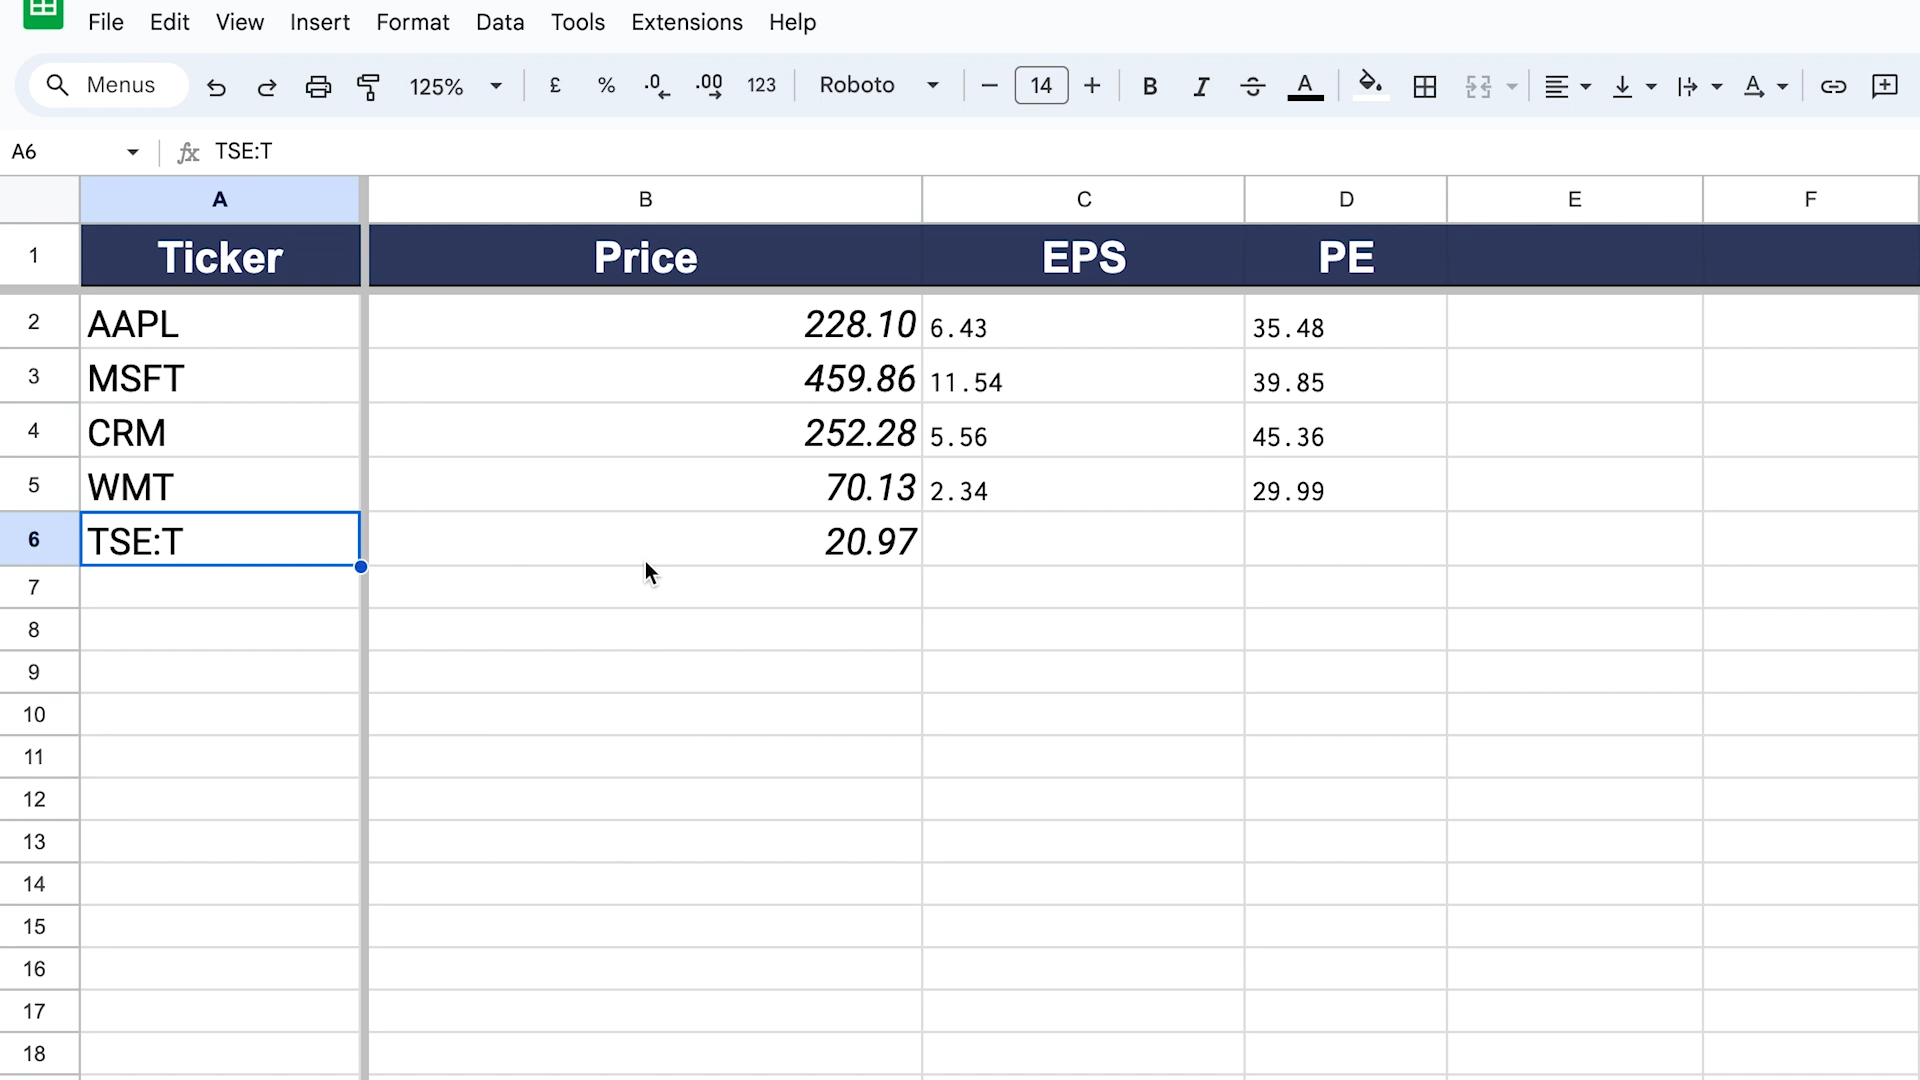 File Edit View Insert Format Data Tools Extensions Help
Menus 125% £ % .0 .00 123 Roboto 14 B I A A
A6 fx TSE:T
A B C D E F
1 Ticker Price EPS PE
2 AAPL 228.10 6.43 35.48
3 MSFT 459.86 11.54 39.85
4 CRM 252.28 5.56 45.36
5 WMT 70.13 2.34 29.99
6 TSE:T 20.97
7
8
9
10
11
12
13
14
15
16
17
18